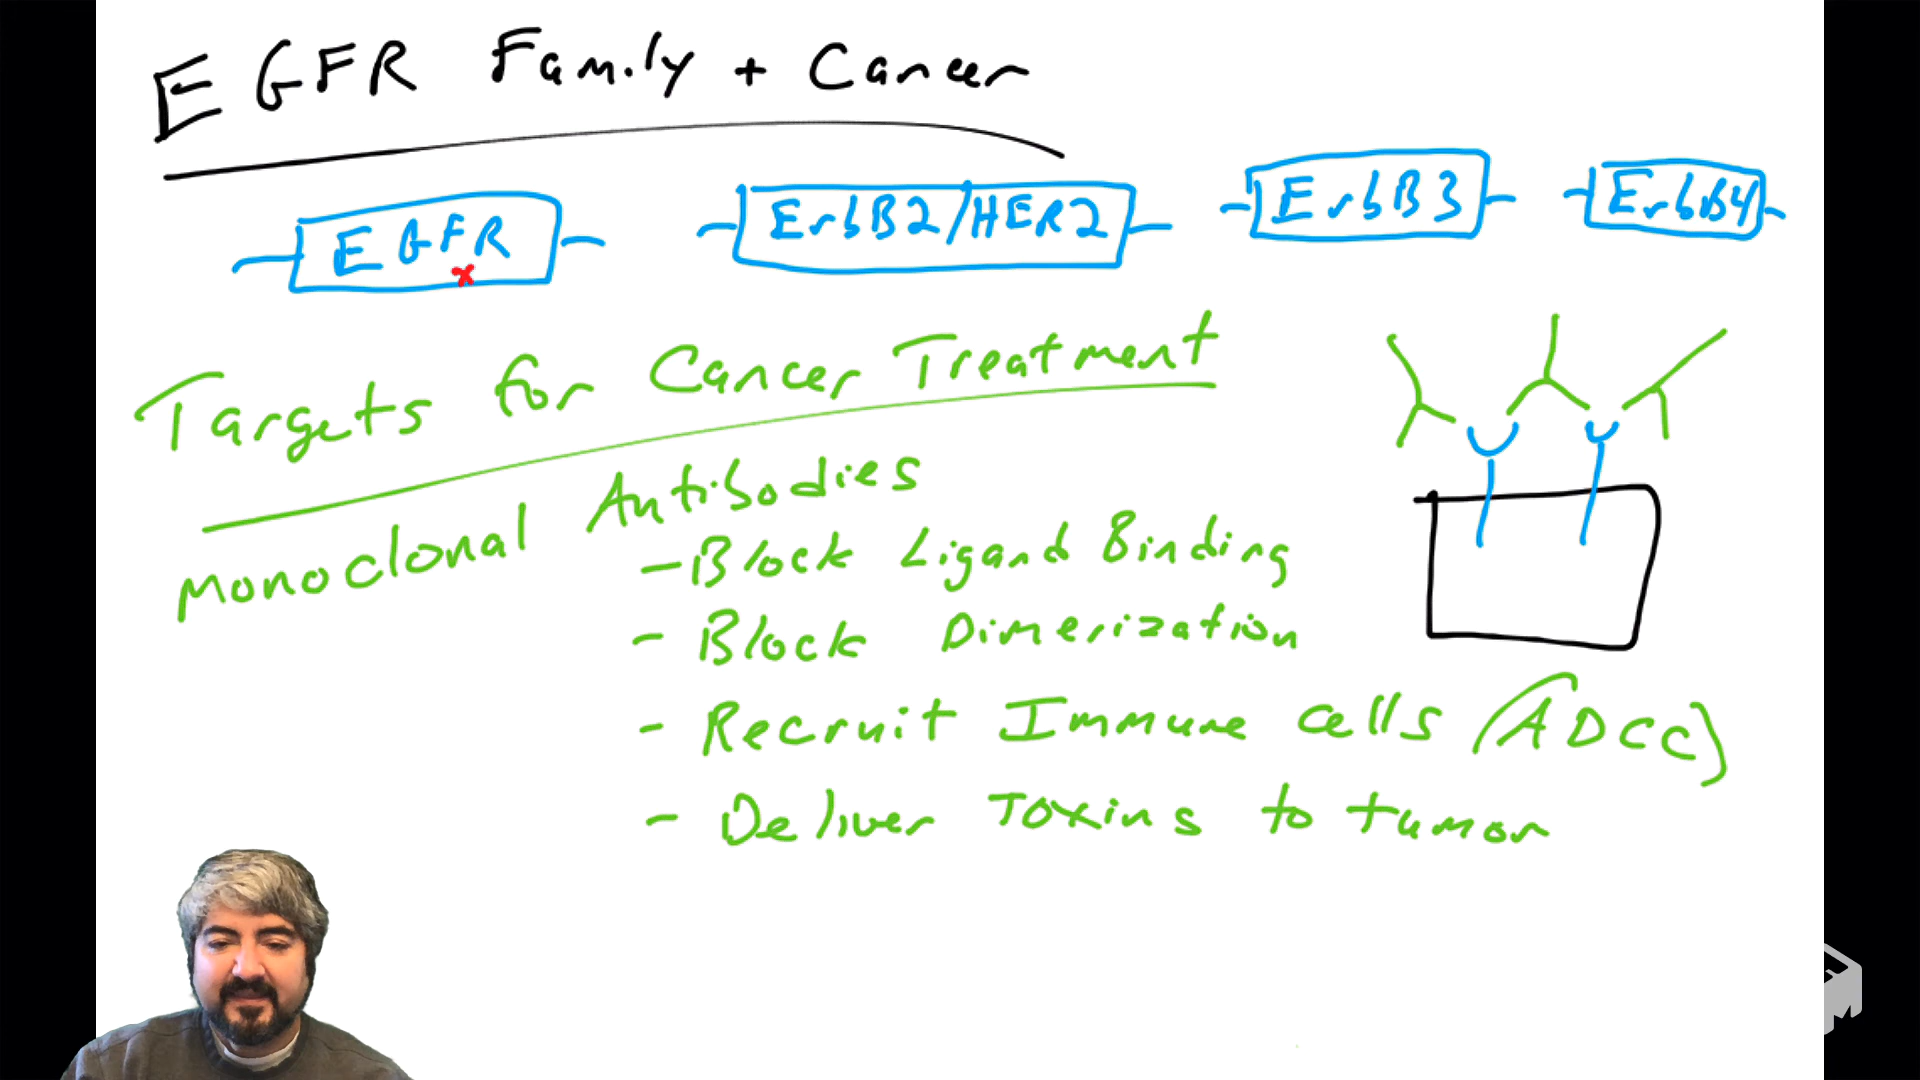 EGFR Family + Cancer
EGFR ErbB2/HER2 ErbB3 ErbB4
x
Targets for Cancer Treatment
Monoclonal Antibodies
- Block Ligand Binding
- Block Dimerization
- Recruit Immune cells (ADCC)
- Deliver Toxins to tumor